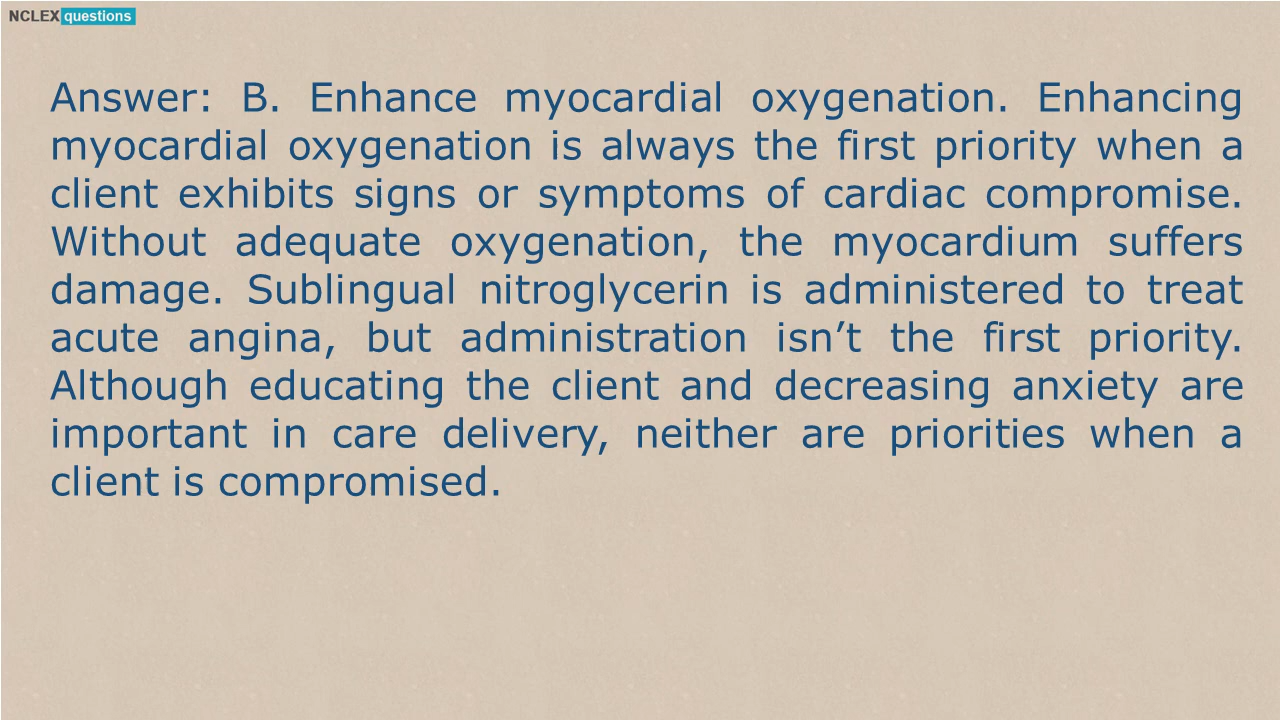 NCLEX questions
Answer: B. Enhance myocardial oxygenation. Enhancing
myocardial oxygenation is always the first priority when a
client exhibits signs or symptoms of cardiac compromise.
Without adequate oxygenation, the myocardium suffers
damage. Sublingual nitroglycerin is administered to treat
acute angina, but administration isn’t the first priority.
Although educating the client and decreasing anxiety are
important in care delivery, neither are priorities when a
client is compromised.